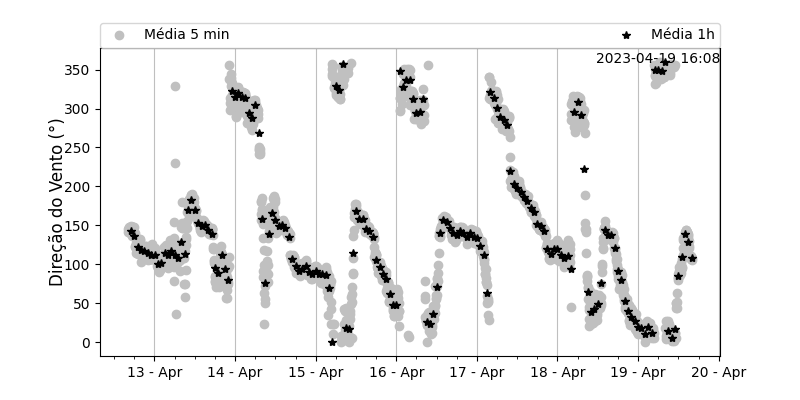 Média 5 min
Média 1h
2023-04-19 16:08
Direção do Vento (°)
350
300
250
200
150
100
50
0
13 - Apr
14 - Apr
15 - Apr
16 - Apr
17 - Apr
18 - Apr
19 - Apr
20 - Apr